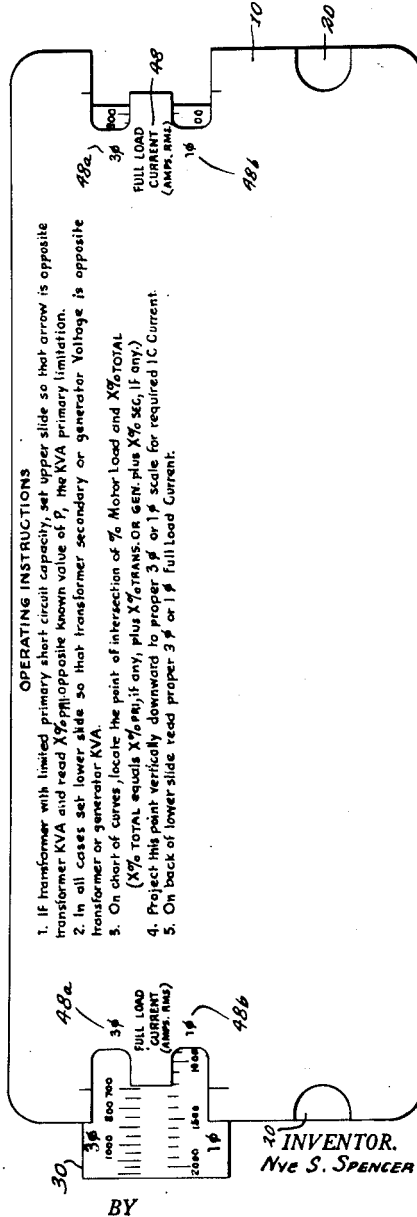 OPERATING INSTRUCTIONS
1. If transformer with limited primary short circuit capacity, set upper slide so that arrow is opposite
transformer KVA and read X% PRI. opposite known value of P, the KVA primary limitation.
2. In all cases set lower slide so that transformer secondary or generator Voltage is opposite
transformer or generator KVA.
3. On chart of curves, locate the point of intersection of % Motor Load and X% TOTAL
(X% TOTAL equals X% PRI, if any, plus X% TRANS. OR GEN. plus X% SEC, if any.)
4. Project this point vertically downward to proper 3ϕ or 1ϕ scale for required IC Current.
5. On back of lower slide read proper 3ϕ or 1ϕ Full Load Current.
30
3ϕ
1000 800 700
48a
3ϕ
FULL LOAD
CURRENT
(AMPS. RMS)
1ϕ
48b
2000 1500 1000
1ϕ
20
48a
3ϕ
48
FULL LOAD
CURRENT
(AMPS. RMS)
1ϕ
48b
10
20
INVENTOR.
NYE S. SPENCER
BY